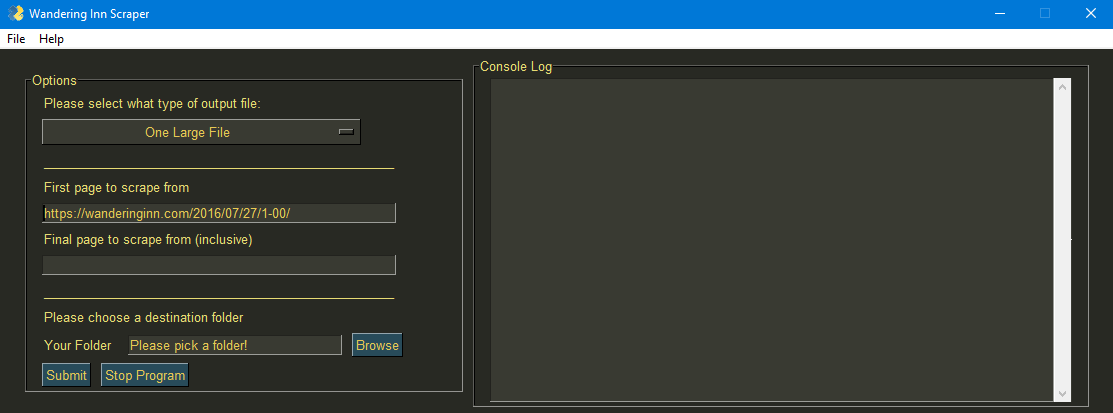 Wandering Inn Scraper
File Help
Options
Please select what type of output file:
One Large File
First page to scrape from
https://wanderinginn.com/2016/07/27/1-00/
Final page to scrape from (inclusive)
Please choose a destination folder
Your Folder Please pick a folder! Browse
Submit Stop Program
Console Log